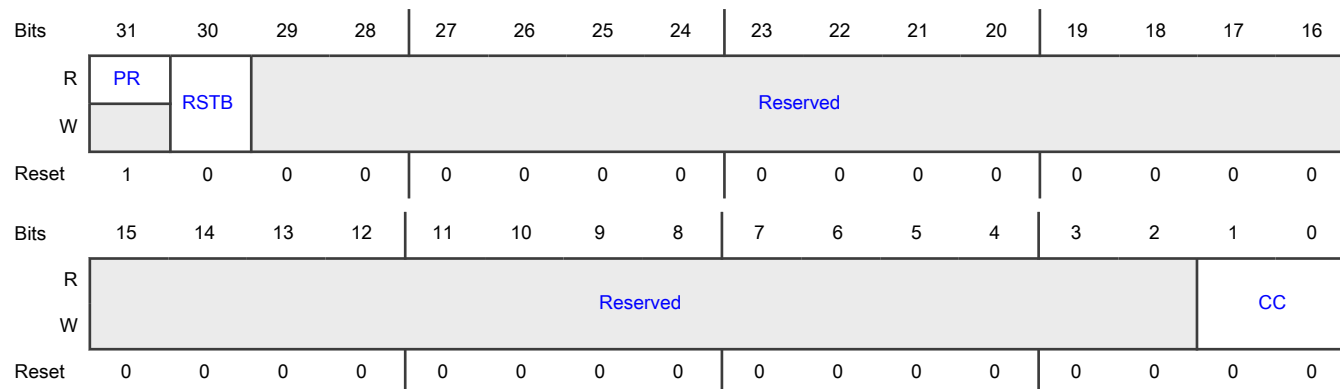 Bits 31 30 29 28 27 26 25 24 23 22 21 20 19 18 17 16
R PR
RSTB Reserved
W
Reset 1 0 0 0 0 0 0 0 0 0 0 0 0 0 0 0
Bits 15 14 13 12 11 10 9 8 7 6 5 4 3 2 1 0
R
Reserved CC
W
Reset 0 0 0 0 0 0 0 0 0 0 0 0 0 0 0 0